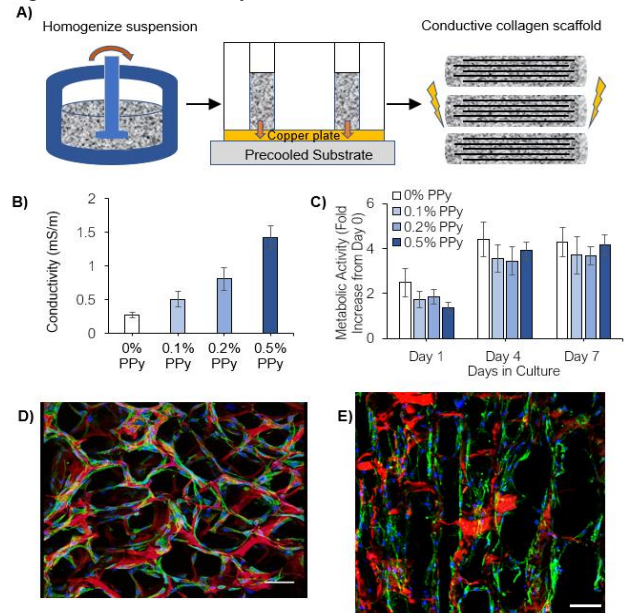 A)
Homogenize suspension
Conductive collagen scaffold
Copper plate
Precooled Substrate
B)
Conductivity (mS/m)
2
1.5
1
0.5
0
0% PPy
0.1% PPy
0.2% PPy
0.5% PPy
C)
Metabolic Activity (Fold
Increase from Day 0)
6
4
2
0
0% PPy
0.1% PPy
0.2% PPy
0.5% PPy
Day 1
Day 4
Day 7
Days in Culture
D)
E)